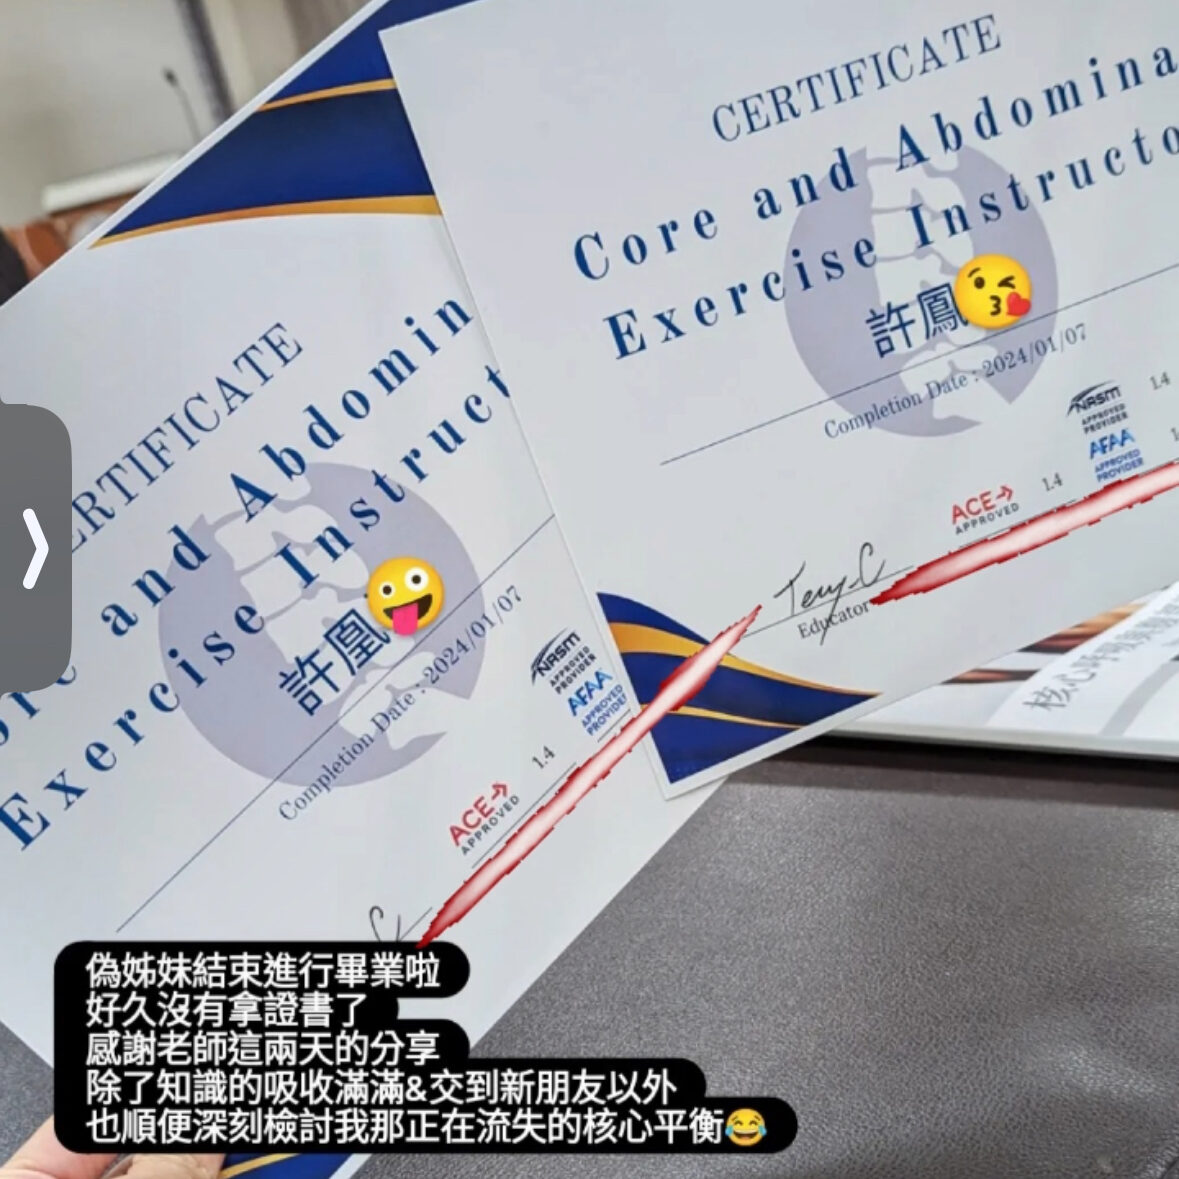 CERTIFICATE
Core and Abdomina
Exercise Instructo
許鳳
Completion Date : 2024/01/07
NASM
APPROVED
PROVIDER
1.4
AFAA
APPROVED
PROVIDER
ACE
APPROVED
1.4
Educator
ERTIFICATE
ore and Abdomin
Exercise Instruct
許凰
Completion Date : 2024/01/07
NASM
APPROVED
PROVIDER
AFAA
APPROVED
PROVIDER
1.4
ACE
APPROVED
偽姊妹結束進行畢業啦
好久沒有拿證書了
感謝老師這兩天的分享
除了知識的吸收滿滿&交到新朋友以外
也順便深刻檢討我那正在流失的核心平衡😂